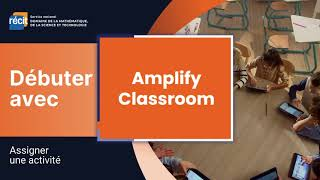 récit
Service national
DOMAINE DE LA MATHÉMATIQUE,
DE LA SCIENCE ET TECHNOLOGIE
Débuter
avec
Amplify
Classroom
Assigner
une activité